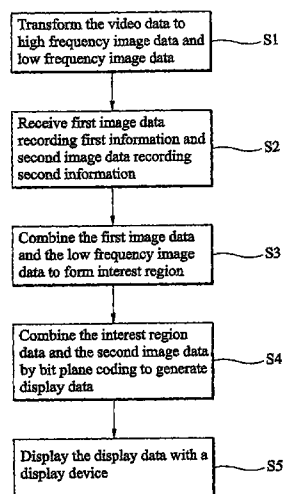 Transform the video data to
high frequency image data and
low frequency image data
S1
Receive first image data
recording first information and
second image data recording
second information
S2
Combine the first image data
and the low frequency image
data to form interest region
S3
Combine the interest region
data and the second image data
by bit plane coding to generate
display data
S4
Display the display data with a
display device
S5